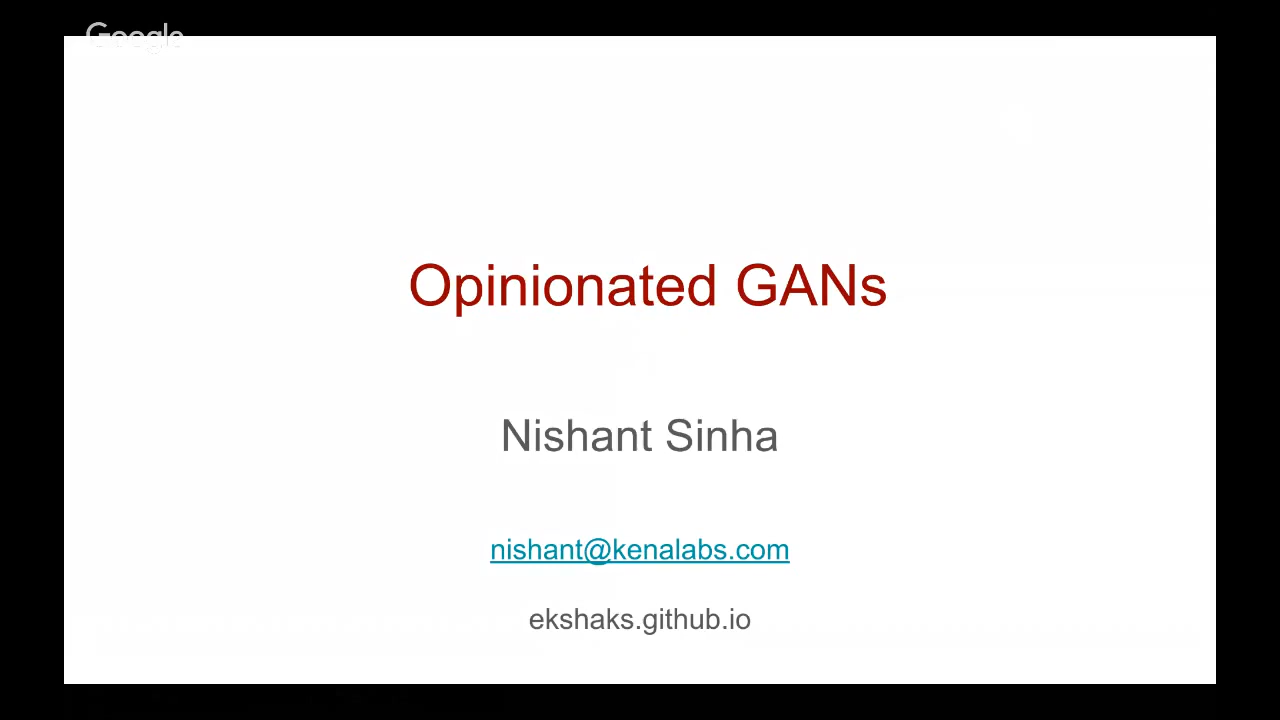 Google
Opinionated GANs
Nishant Sinha
nishant@kenalabs.com
ekshaks.github.io